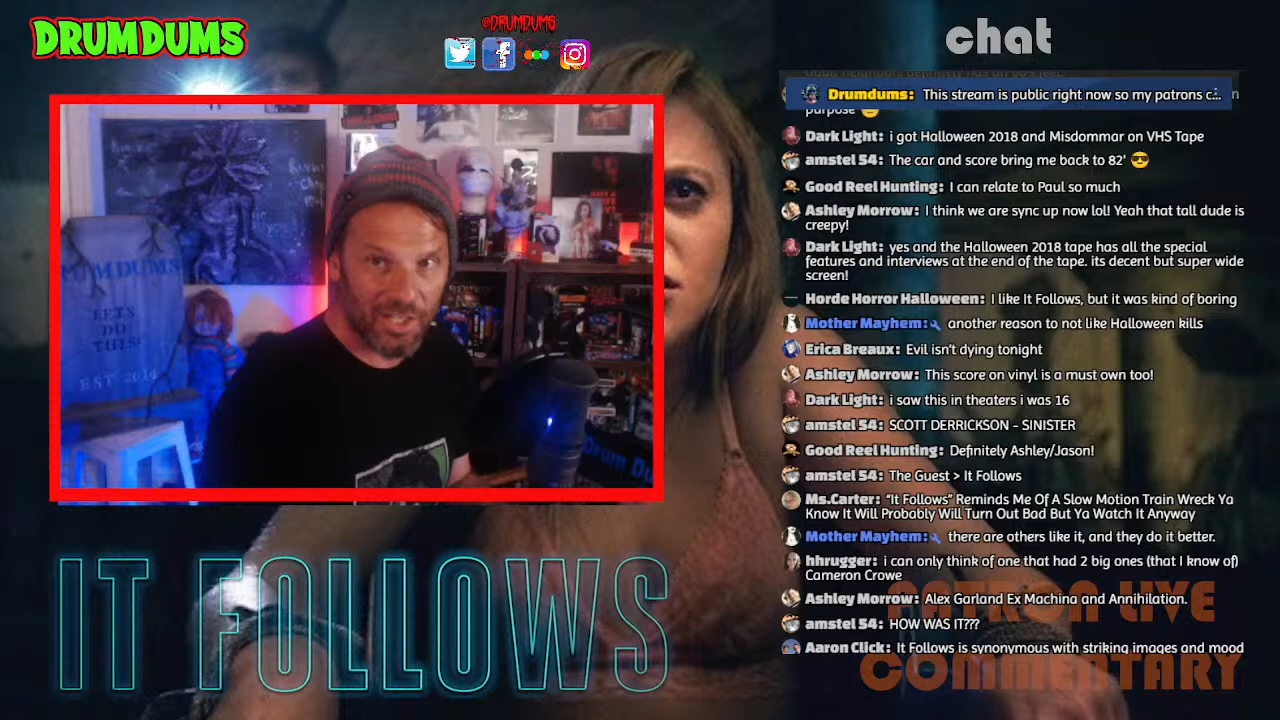 DRUMDUMS
@DRUMDUMS
chat
Drumdums: This stream is public right now so my patrons c...
purpose
Dark Light: i got Halloween 2018 and Misdommar on VHS Tape
amstel 54: The car and score bring me back to 82' 😎
Good Reel Hunting: I can relate to Paul so much
Ashley Morrow: I think we are sync up now lol! Yeah that tall dude is
creepy!
Dark Light: yes and the Halloween 2018 tape has all the special
features and interviews at the end of the tape. its decent but super wide
screen!
Horde Horror Halloween: I like It Follows, but it was kind of boring
Mother Mayhem: another reason to not like Halloween kills
Erica Breaux: Evil isn't dying tonight
Ashley Morrow: This score on vinyl is a must own too!
Dark Light: i saw this in theaters i was 16
amstel 54: SCOTT DERRICKSON - SINISTER
Good Reel Hunting: Definitely Ashley/Jason!
amstel 54: The Guest > It Follows
Ms.Carter: “It Follows” Reminds Me Of A Slow Motion Train Wreck Ya
Know It Will Probably Will Turn Out Bad But Ya Watch It Anyway
Mother Mayhem: there are others like it, and they do it better.
hhrugger: i can only think of one that had 2 big ones (that I know of)
Cameron Crowe
Ashley Morrow: Alex Garland Ex Machina and Annihilation.
amstel 54: HOW WAS IT???
Aaron Click: It Follows is synonymous with striking images and mood
PATRON LIVE
COMMENTARY
DRUMDUMS
LETS
DO
THIS
EST 2014
Drum Du
IT FOLLOWS